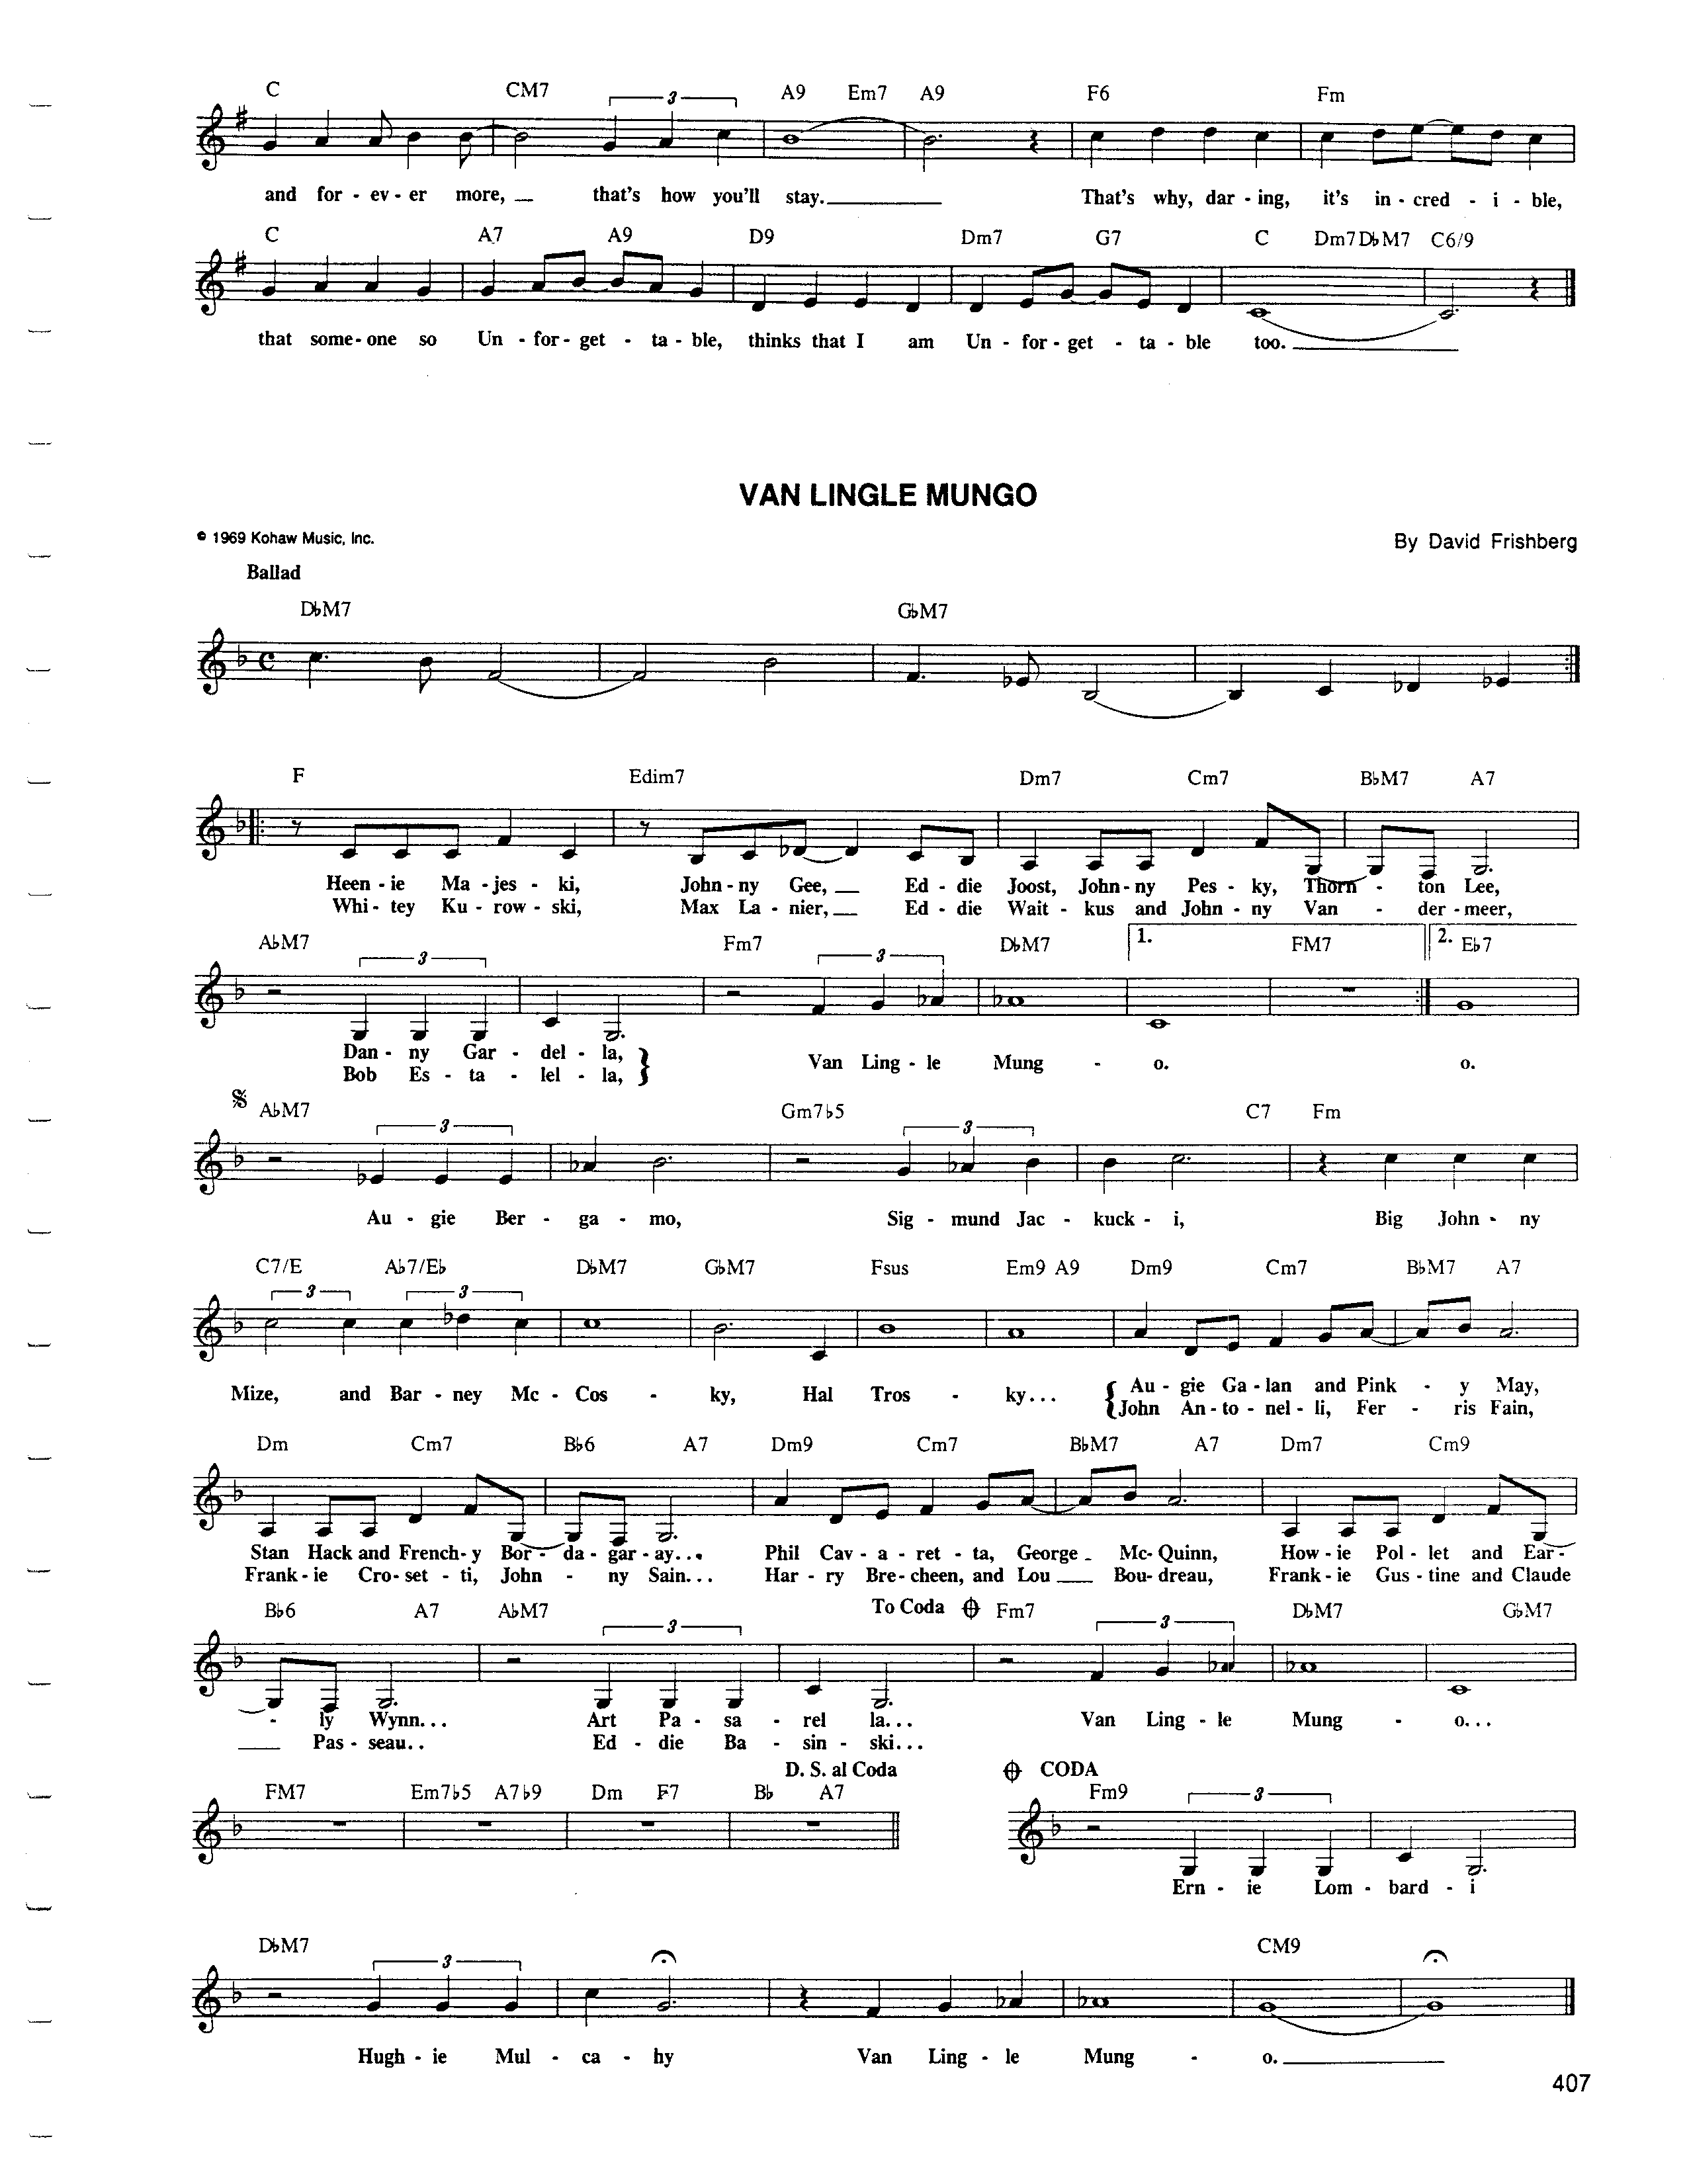 C CM7 3 A9 Em7 A9 F6 Fm
and for - ev - er more, that's how you'll stay. That's why, dar - ing, it's in - cred - i - ble,
C A7 A9 D9 Dm7 G7 C Dm7 D♭M7 C6/9
that some - one so Un - for - get - ta - ble, thinks that I am Un - for - get - ta - ble too.
VAN LINGLE MUNGO
© 1969 Kohaw Music, Inc.
By David Frishberg
Ballad
D♭M7 G♭M7
F Edim7 Dm7 Cm7 B♭M7 A7
Heen - ie Ma - jes - ki, John - ny Gee, Ed - die Joost, John - ny Pes - ky, Thorn - ton Lee,
Whi - tey Ku - row - ski, Max La - nier, Ed - die Wait - kus and John - ny Van - der - meer,
A♭M7 3 Fm7 3 D♭M7 1. FM7 2. E♭7
Dan - ny Gar - del - la,
Van Ling - le Mung - o. o.
Bob Es - ta - lel - la,
A♭M7 3 Gm7♭5 3 C7 Fm
Au - gie Ber - ga - mo, Sig - mund Jac - kuck - i, Big John - ny
C7/E 3 A♭7/E♭ 3 D♭M7 G♭M7 Fsus Em9 A9 Dm9 Cm7 B♭M7 A7
Mize, and Bar - ney Mc - Cos - ky, Hal Tros - ky...
Au - gie Ga - lan and Pink - y May,
John An - to - nel - li, Fer - ris Fain,
Dm Cm7 B♭6 A7 Dm9 Cm7 B♭M7 A7 Dm7 Cm9
Stan Hack and French - y Bor - da - gar - ay... Phil Cav - a - ret - ta, George Mc - Quinn, How - ie Pol - let and Ear -
Frank - ie Cro - set - ti, John - ny Sain... Har - ry Bre - cheen, and Lou Bou - dreau, Frank - ie Gus - tine and Claude
B♭6 A7 A♭M7 3 To Coda Fm7 3 D♭M7 G♭M7
- ly Wynn... Art Pa - sa - rel la... Van Ling - le Mung - o...
Pas - seau.. Ed - die Ba - sin - ski...
D. S. al Coda CODA
FM7 Em7♭5 A7♭9 Dm F7 B♭ A7 Fm9 3
Ern - ie Lom - bard - i
D♭M7 3 CM9
Hugh - ie Mul - ca - hy Van Ling - le Mung - o.
407